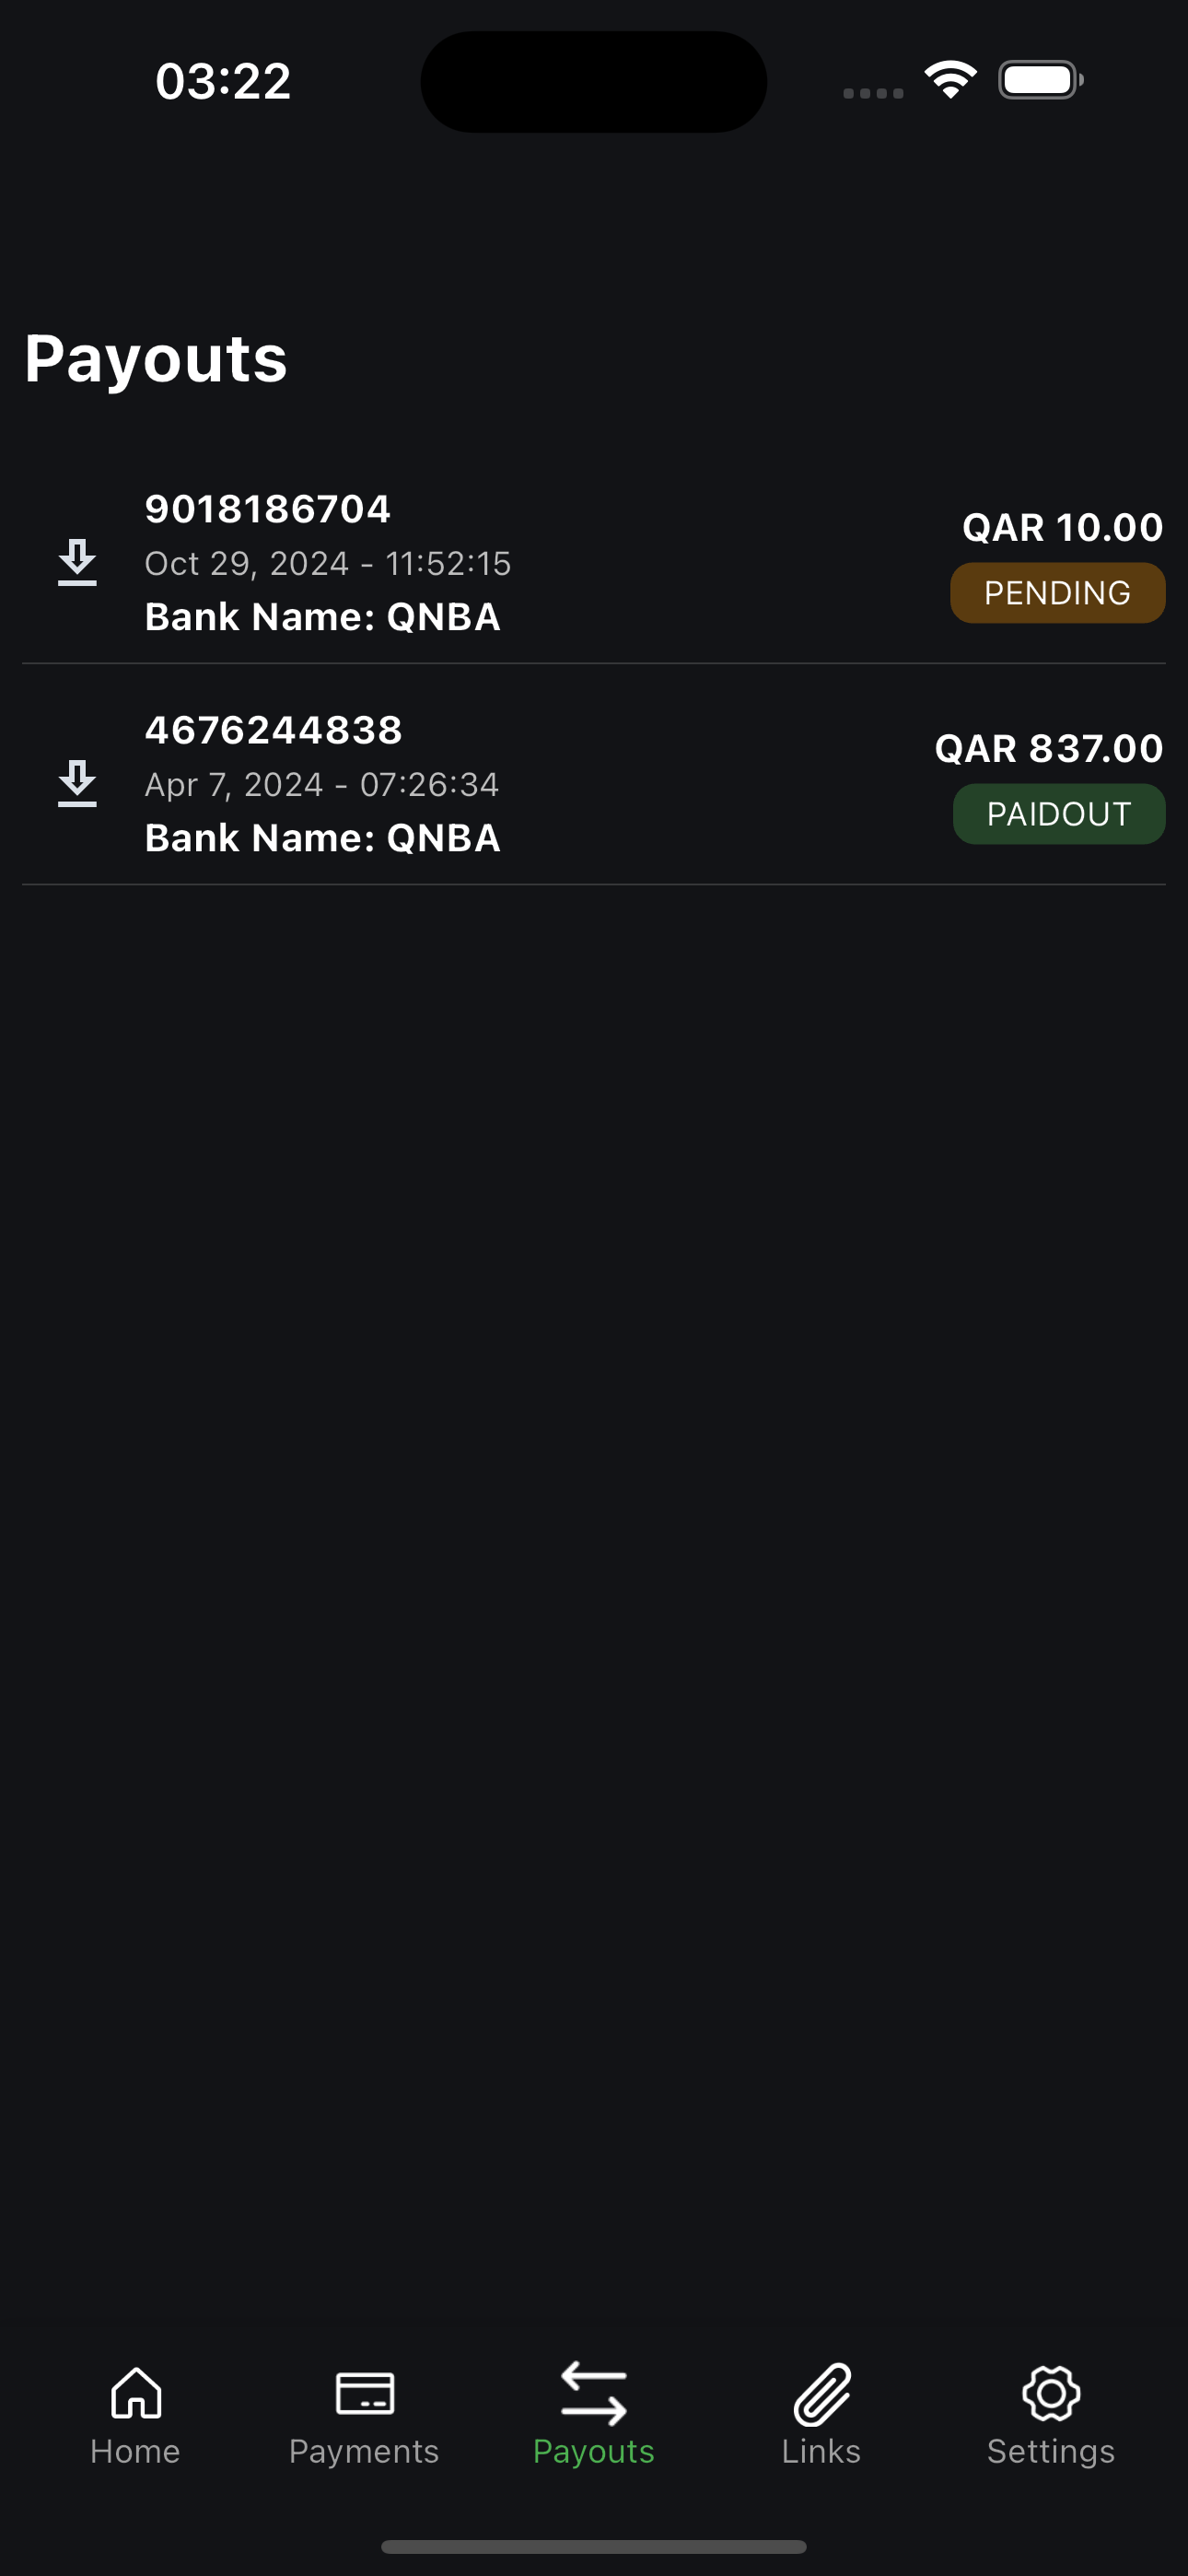 03:22
Payouts
9018186704
Oct 29, 2024 - 11:52:15
Bank Name: QNBA
QAR 10.00
PENDING
4676244838
Apr 7, 2024 - 07:26:34
Bank Name: QNBA
QAR 837.00
PAIDOUT
Home
Payments
Payouts
Links
Settings